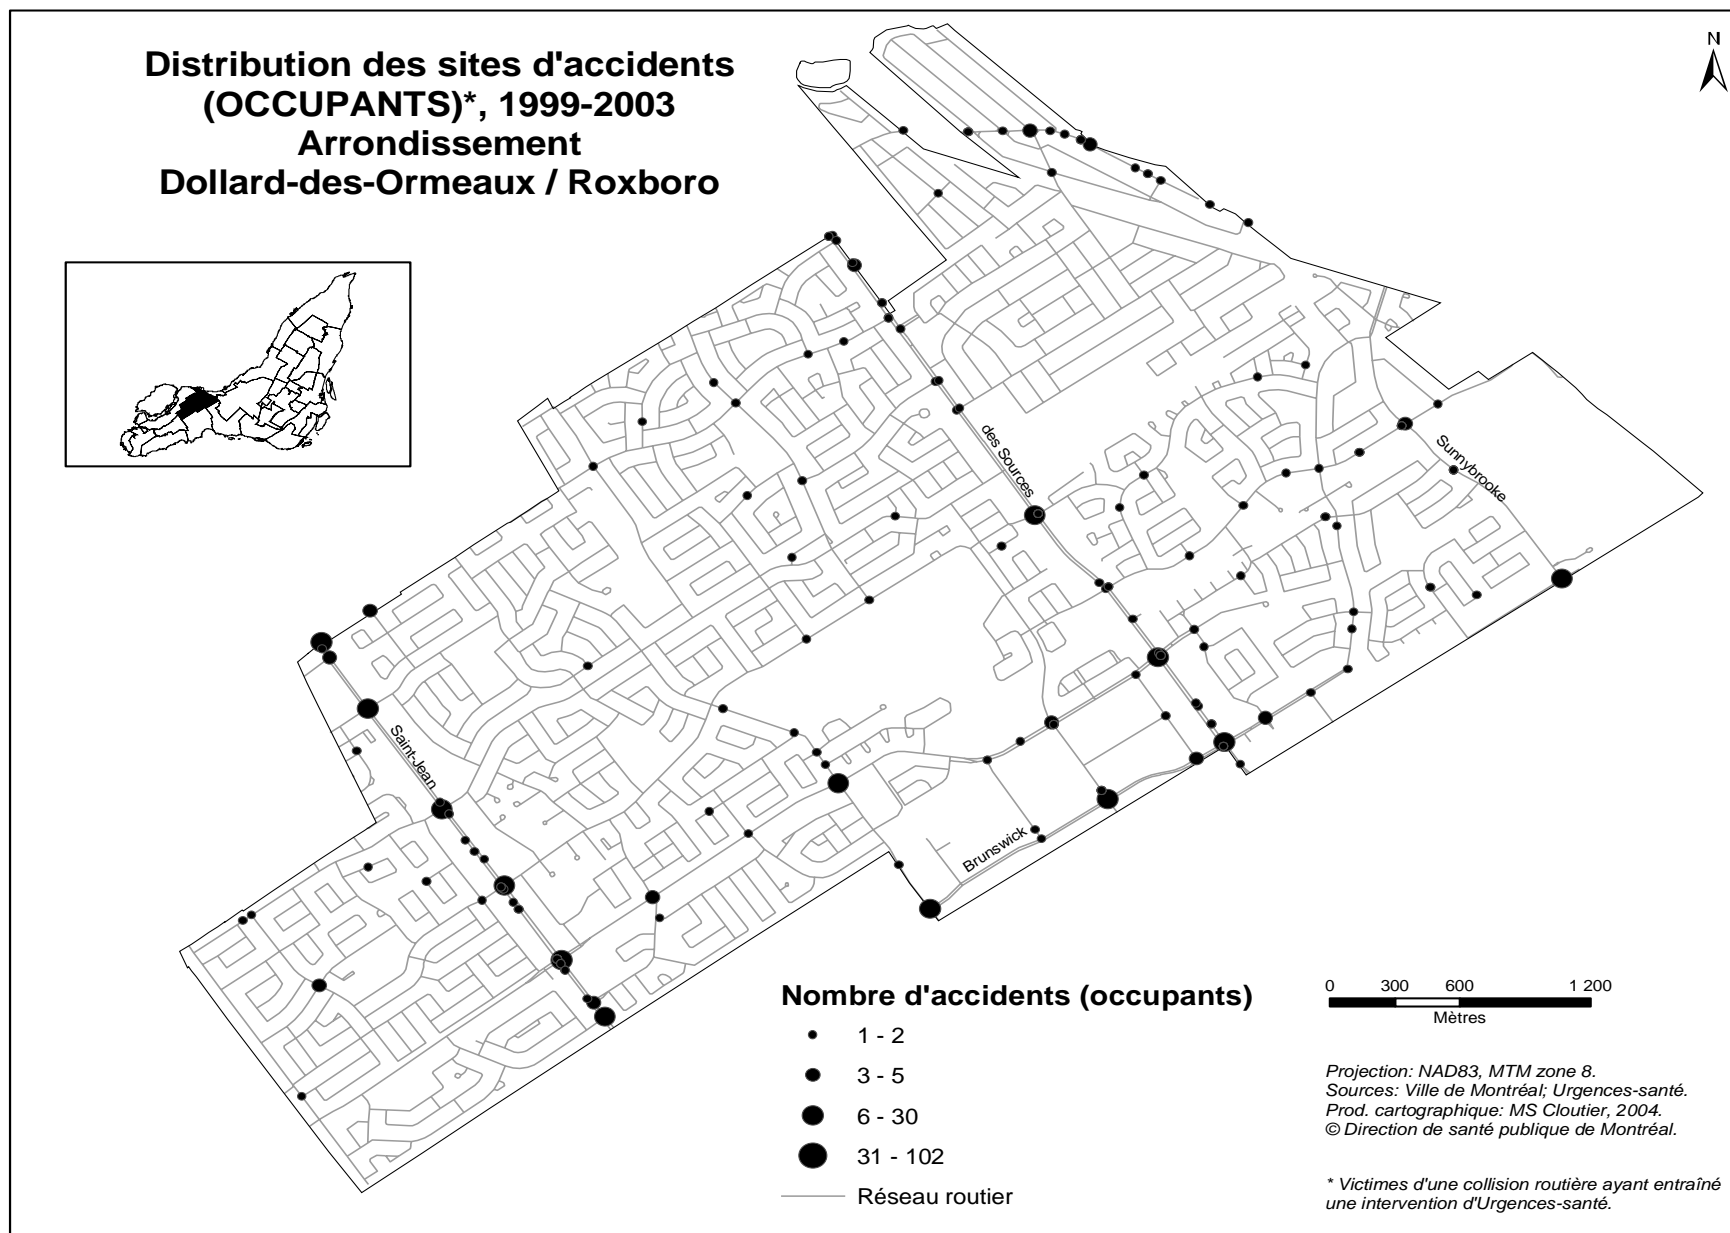 Distribution des sites d'accidents
(OCCUPANTS)*, 1999-2003
Arrondissement
Dollard-des-Ormeaux / Roxboro
N
des Sources
Sunnybrooke
Saint-Jean
Brunswick
Nombre d'accidents (occupants)
1 - 2
3 - 5
6 - 30
31 - 102
Réseau routier
0 300 600 1 200
Mètres
Projection: NAD83, MTM zone 8.
Sources: Ville de Montréal; Urgences-santé.
Prod. cartographique: MS Cloutier, 2004.
© Direction de santé publique de Montréal.
* Victimes d'une collision routière ayant entraîné
une intervention d'Urgences-santé.